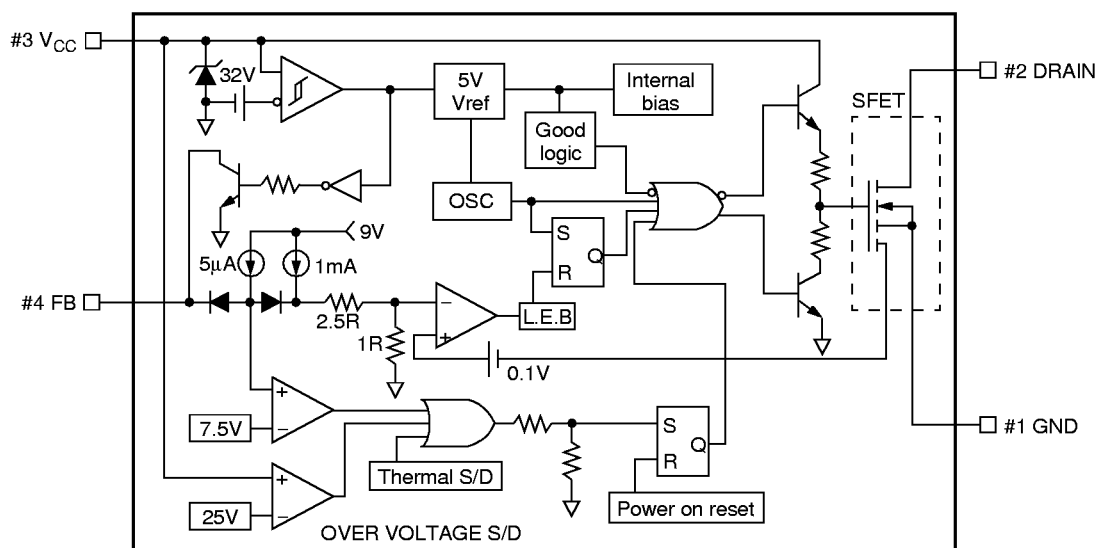 #3 VCC
32V
5V
Vref
Internal
bias
#2 DRAIN
SFET
Good
logic
OSC
9V
5μA
1mA
S
Q
R
#4 FB
2.5R
1R
−
+
L.E.B
0.1V
+
−
7.5V
#1 GND
S
Q
R
Thermal S/D
+
−
25V
Power on reset
OVER VOLTAGE S/D